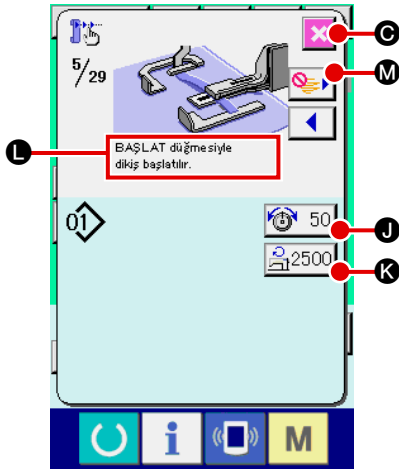 C
5/29
M
L
BAŞLAT düğmesiyle
dikiş başlatılır.
01
50
J
2500
K
i
M